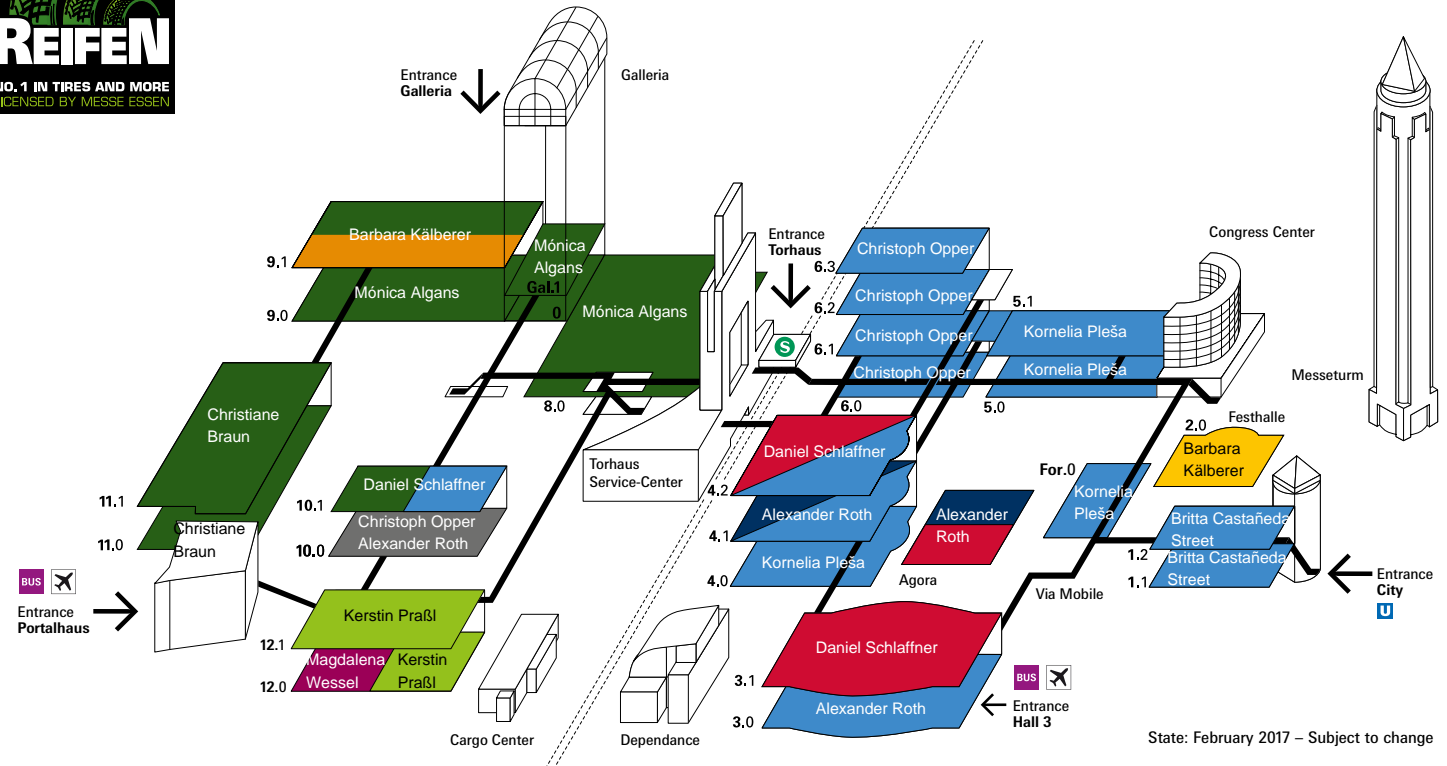 REIFEN
NO. 1 IN TIRES AND MORE
LICENSED BY MESSE ESSEN
Entrance
Galleria
Galleria
Barbara Kälberer
9.1
Mónica
Algans
Gal.1
0
Mónica Algans
9.0
Mónica Algans
8.0
Entrance
Torhaus
S
Torhaus
Service-Center
Christoph Opper
6.3
Christoph Opper
6.2
Christoph Opper
6.1
Christoph Opper
6.0
5.1
Kornelia Pleša
Kornelia Pleša
5.0
Congress Center
Messeturm
Christiane
Braun
11.1
Christiane
Braun
11.0
BUS
Entrance
Portalhaus
Daniel Schlaffner
10.1
Christoph Opper
Alexander Roth
10.0
Kerstin Praßl
12.1
Magdalena
Wessel
Kerstin
Praßl
12.0
Cargo Center
Dependance
Daniel Schlaffner
4.2
Alexander Roth
4.1
Kornelia Pleša
4.0
Alexander
Roth
Agora
For.0
Kornelia
Pleša
Via Mobile
2.0
Festhalle
Barbara
Kälberer
Britta Castañeda
Street
1.2
Britta Castañeda
Street
1.1
Entrance
City
U
Daniel Schlaffner
3.1
Alexander Roth
3.0
BUS
Entrance
Hall 3
State: February 2017 – Subject to change